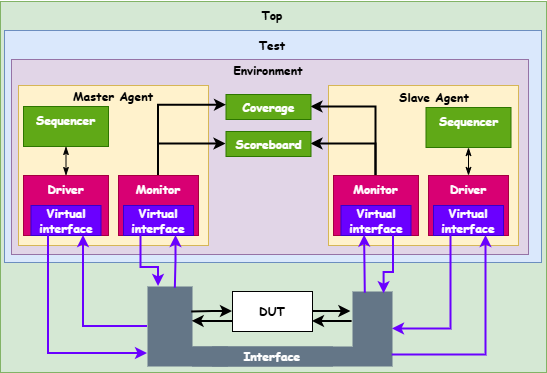 Top
Test
Environment
Master Agent
Slave Agent
Coverage
Sequencer
Sequencer
Scoreboard
Driver
Monitor
Monitor
Driver
Virtual
interface
Virtual
interface
Virtual
interface
Virtual
interface
DUT
Interface